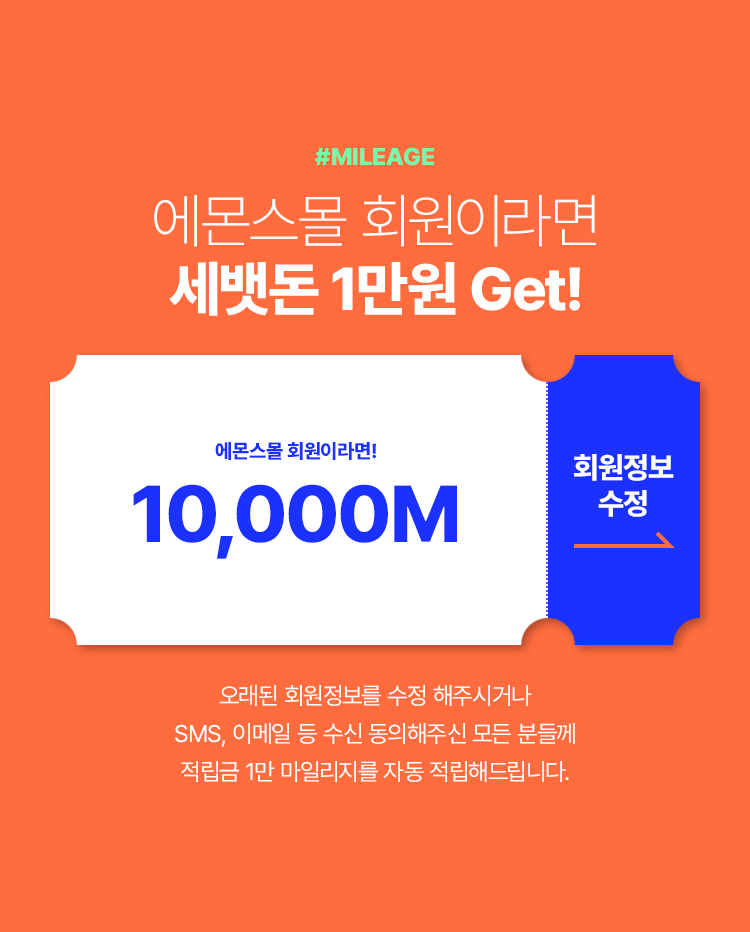 #MILEAGE
에몬스몰 회원이라면
세뱃돈 1만원 Get!
에몬스몰 회원이라면!
10,000M
회원정보
수정
오래된 회원정보를 수정 해주시거나
SMS, 이메일 등 수신 동의해주신 모든 분들께
적립금 1만 마일리지를 자동 적립해드립니다.